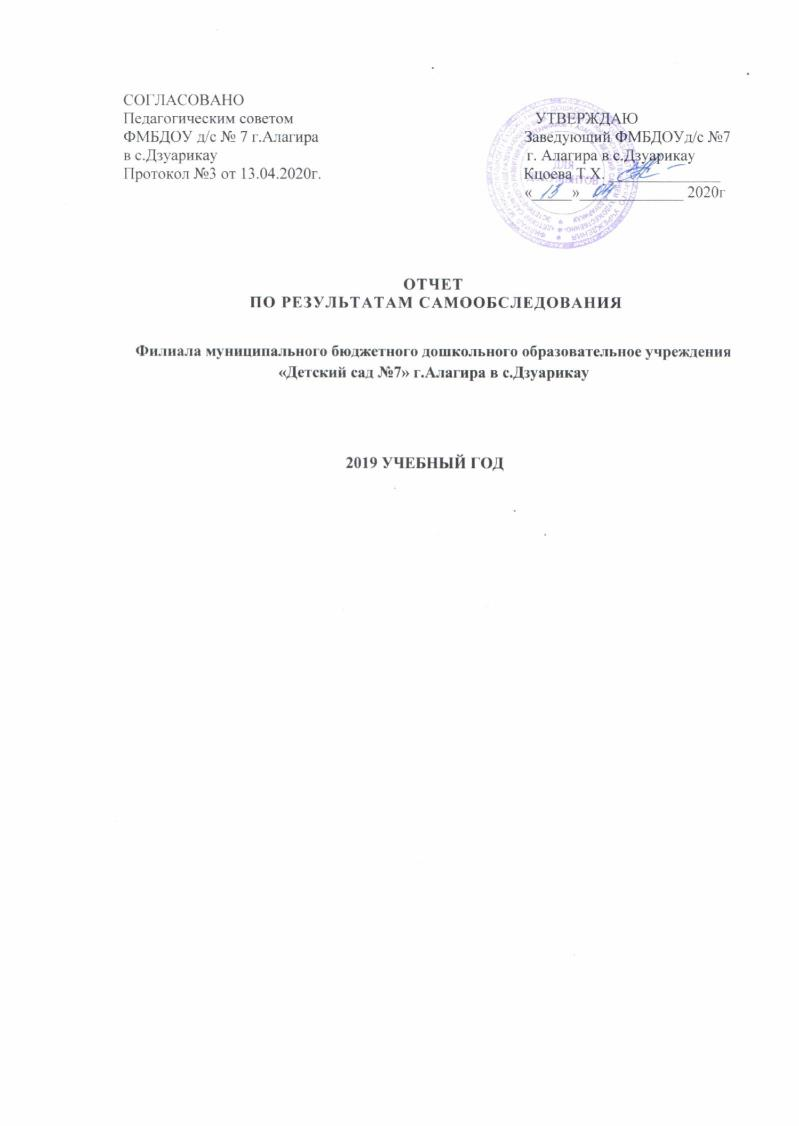 СОГЛАСОВАНО
Педагогическим советом
ФМБДОУ д/с № 7 г.Алагира
в с.Дзуарикау
Протокол №3 от 13.04.2020г.
УТВЕРЖДАЮ
Заведующий ФМБДОУд/с №7
г. Алагира в с.Дзуарикау
Кцоева Т.Х.
«13» 04 2020г
ОТЧЕТ
ПО РЕЗУЛЬТАТАМ САМООБСЛЕДОВАНИЯ
Филиала муниципального бюджетного дошкольного образовательное учреждения
«Детский сад №7» г.Алагира в с.Дзуарикау
2019 УЧЕБНЫЙ ГОД